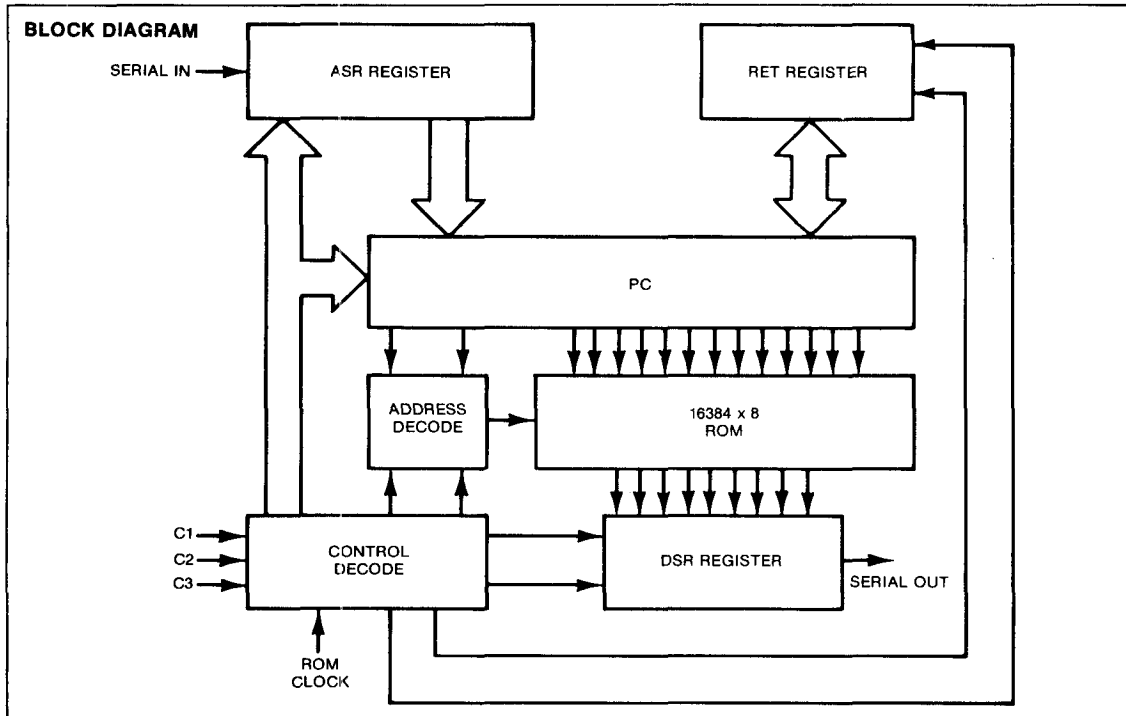 BLOCK DIAGRAM
SERIAL IN
ASR REGISTER
RET REGISTER
PC
ADDRESS
DECODE
16384 x 8
ROM
C1
C2
C3
CONTROL
DECODE
DSR REGISTER
SERIAL OUT
ROM
CLOCK